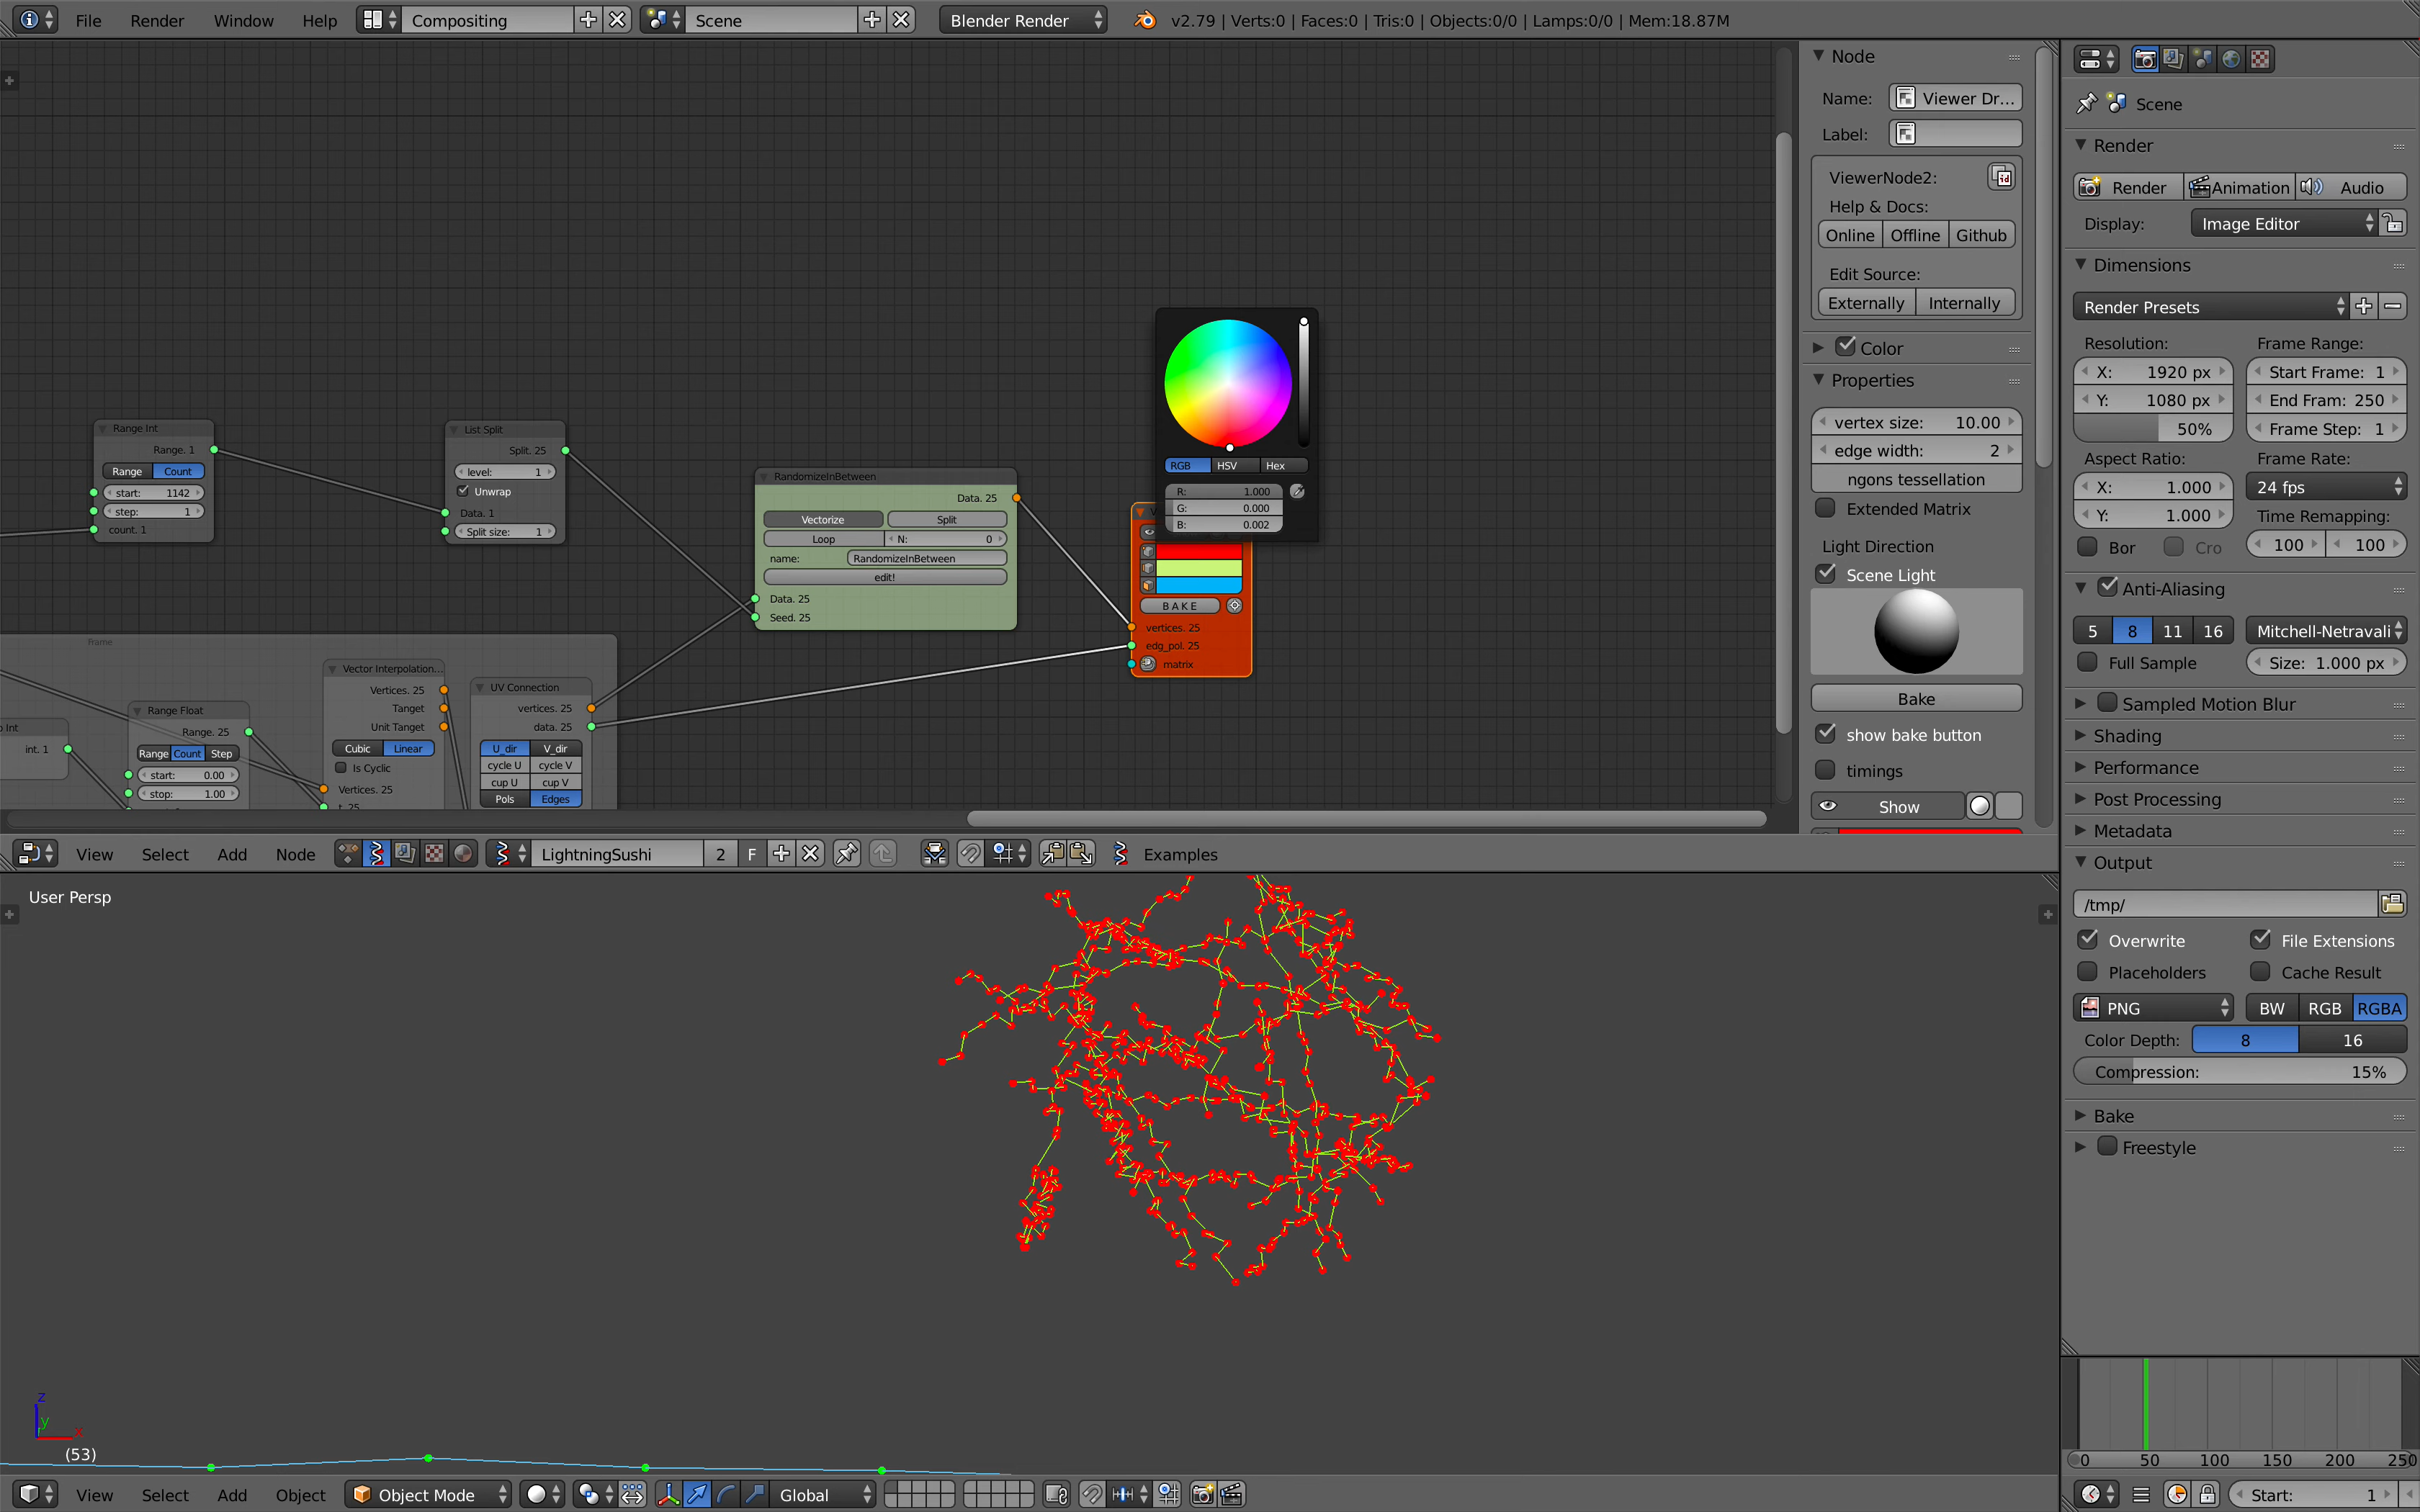 File Render Window Help Compositing Scene Blender Render v2.79 | Verts:0 | Faces:0 | Tris:0 | Objects:0/0 | Lamps:0/0 | Mem:18.87M
Range Int
Range. 1
Range Count
start: 1142
step: 1
count. 1
List Split
Split. 25
level: 1
Unwrap
Data. 1
Split size: 1
RandomizeInBetween
Data. 25
Vectorize Split
Loop N: 0
name: RandomizeInBetween
edit!
Data. 25
Seed. 25
RGB HSV Hex
R: 1.000
G: 0.000
B: 0.002
BAKE
vertices. 25
edg_pol. 25
matrix
Frame
Int
int. 1
Range Float
Range. 25
Range Count Step
start: 0.00
stop: 1.00
Vector Interpolation...
Vertices. 25
Tanget
Unit Tanget
Cubic Linear
Is Cyclic
Vertices. 25
t. 25
UV Connection
vertices. 25
data. 25
U_dir V_dir
cycle U cycle V
cup U cup V
Pols Edges
Node
Name: Viewer Dr...
Label:
ViewerNode2:
Help & Docs:
Online Offline Github
Edit Source:
Externally Internally
Color
Properties
vertex size: 10.00
edge width: 2
ngons tessellation
Extended Matrix
Light Direction
Scene Light
Bake
show bake button
timings
Show
View Select Add Node LightningSushi 2 F Examples
User Persp
z
y
x
(53)
View Select Add Object Object Mode Global
Scene
Render
Render Animation Audio
Display: Image Editor
Dimensions
Render Presets
Resolution: Frame Range:
X: 1920 px Start Frame: 1
Y: 1080 px End Fram: 250
50% Frame Step: 1
Aspect Ratio: Frame Rate:
X: 1.000 24 fps
Y: 1.000 Time Remapping:
Bor Cro 100 100
Anti-Aliasing
5 8 11 16 Mitchell-Netravali
Full Sample Size: 1.000 px
Sampled Motion Blur
Shading
Performance
Post Processing
Metadata
Output
/tmp/
Overwrite File Extensions
Placeholders Cache Result
PNG BW RGB RGBA
Color Depth: 8 16
Compression: 15%
Bake
Freestyle
0 50 100 150 200 250
Start: 1